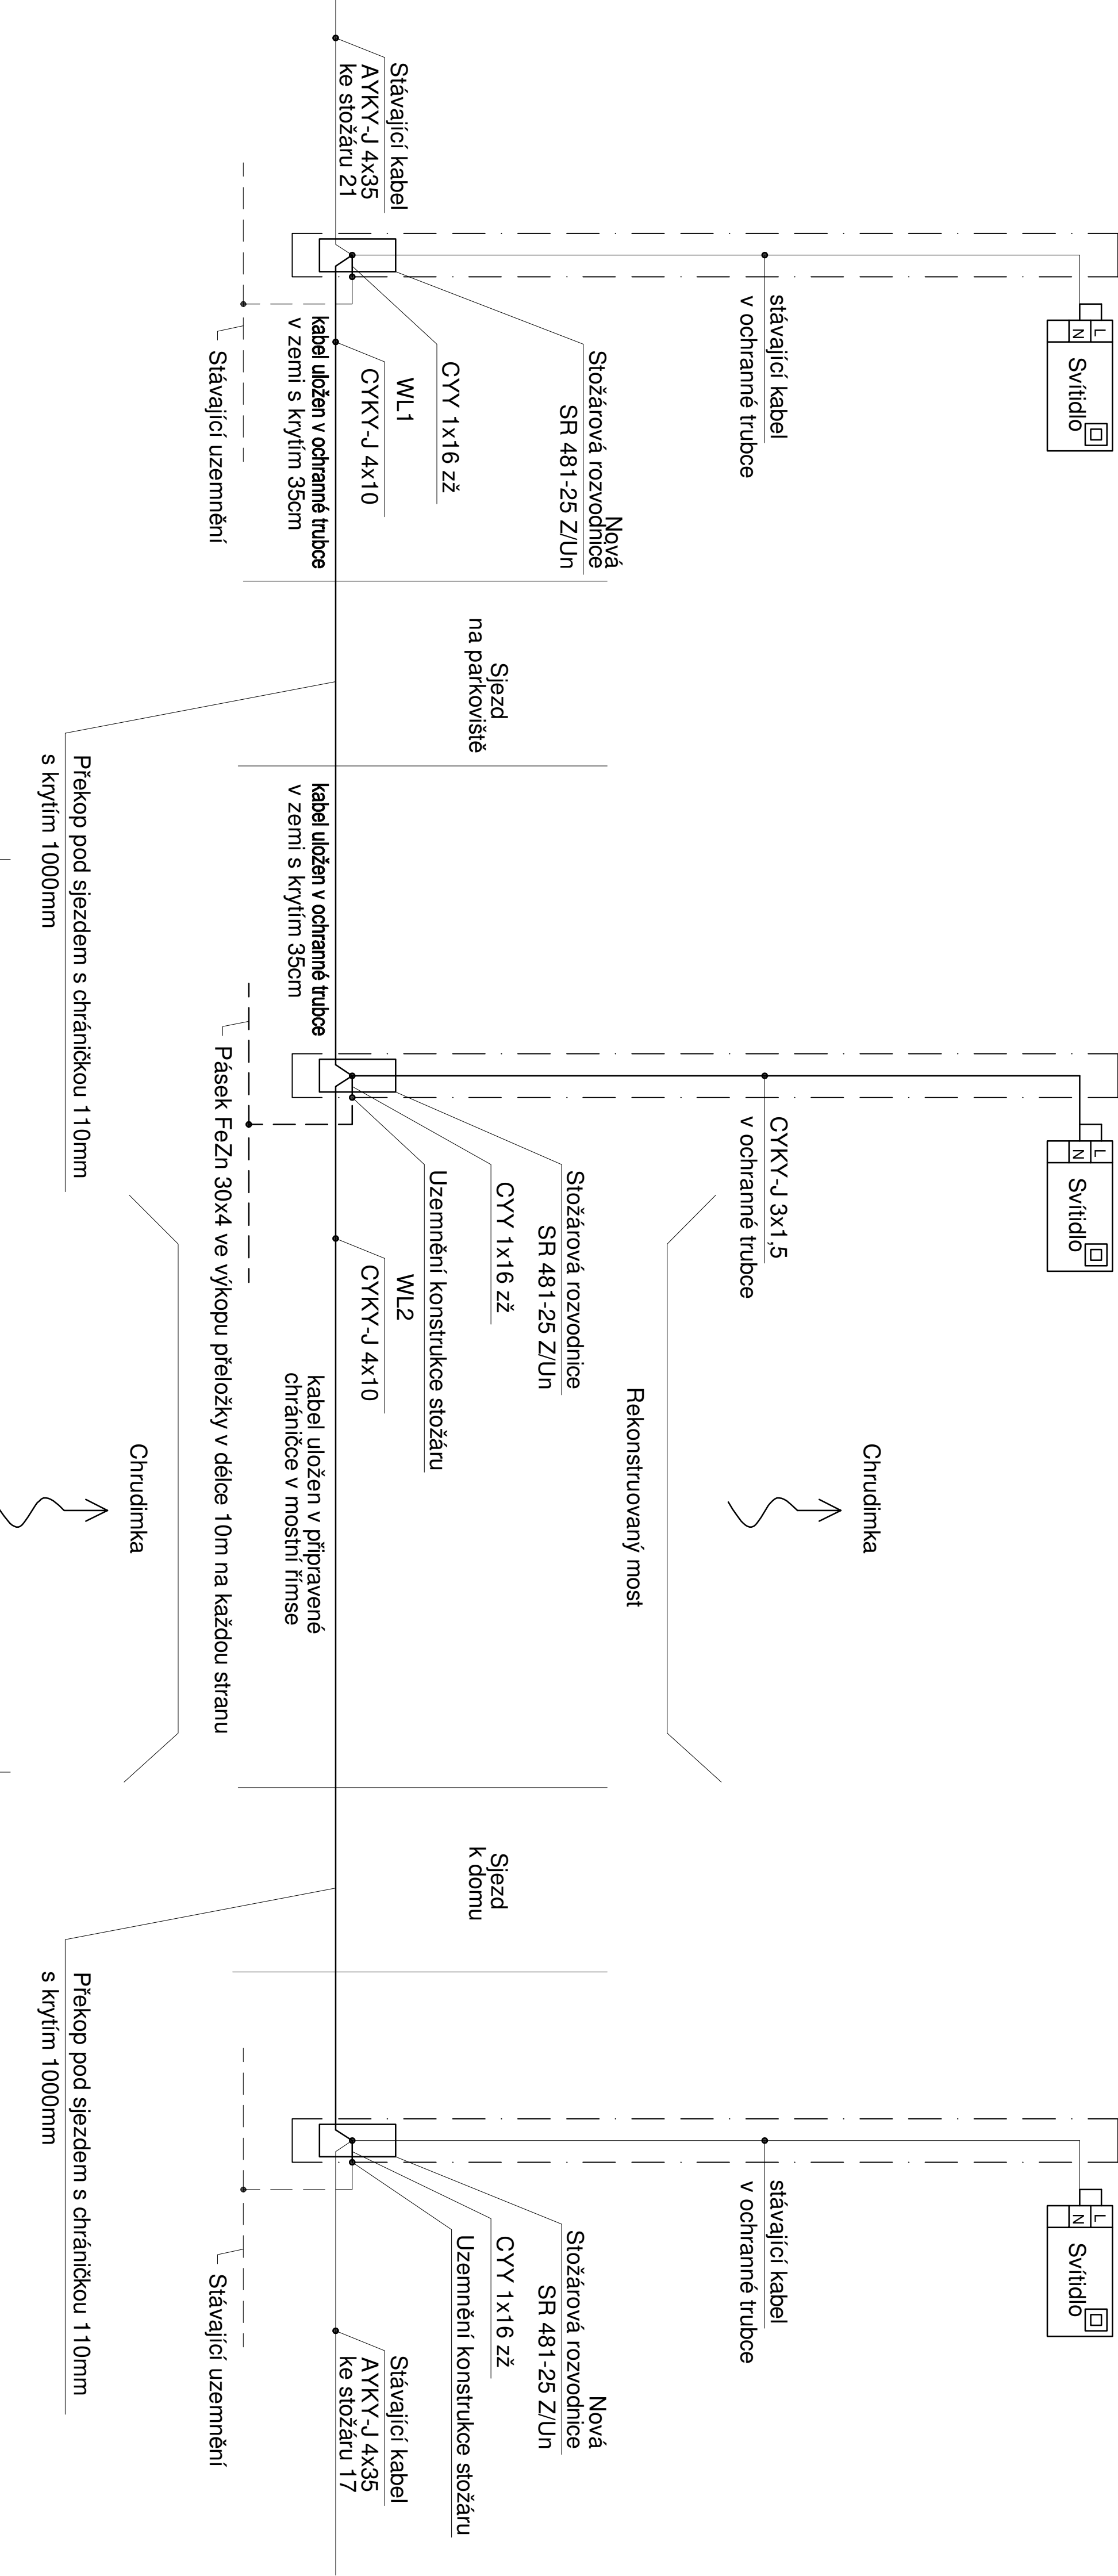 L
N
Svítidlo
stávající kabel
v ochranné trubce
Nová
Stožárová rozvodnice
SR 481-25 Z/Un
CYY 1x16 zž
WL1
CYKY-J 4x10
Stávající kabel
AYKY-J 4x35
ke stožáru 21
kabel uložen v ochranné trubce
v zemi s krytím 35cm
Stávající uzemnění
Sjezd
na parkoviště
Překop pod sjezdem s chráničkou 110mm
s krytím 1000mm
kabel uložen v ochranné trubce
v zemi s krytím 35cm
L
N
Svítidlo
CYKY-J 3x1,5
v ochranné trubce
Stožárová rozvodnice
SR 481-25 Z/Un
CYY 1x16 zž
Uzemnění konstrukce stožáru
WL2
CYKY-J 4x10
Pásek FeZn 30x4 ve výkopu přeložky v délce 10m na každou stranu
Chrudimka
Rekonstruovaný most
kabel uložen v připravené
chráničce v mostní římse
Chrudimka
Sjezd
k domu
Překop pod sjezdem s chráničkou 110mm
s krytím 1000mm
L
N
Svítidlo
stávající kabel
v ochranné trubce
Nová
Stožárová rozvodnice
SR 481-25 Z/Un
CYY 1x16 zž
Uzemnění konstrukce stožáru
Stávající kabel
AYKY-J 4x35
ke stožáru 17
Stávající uzemnění